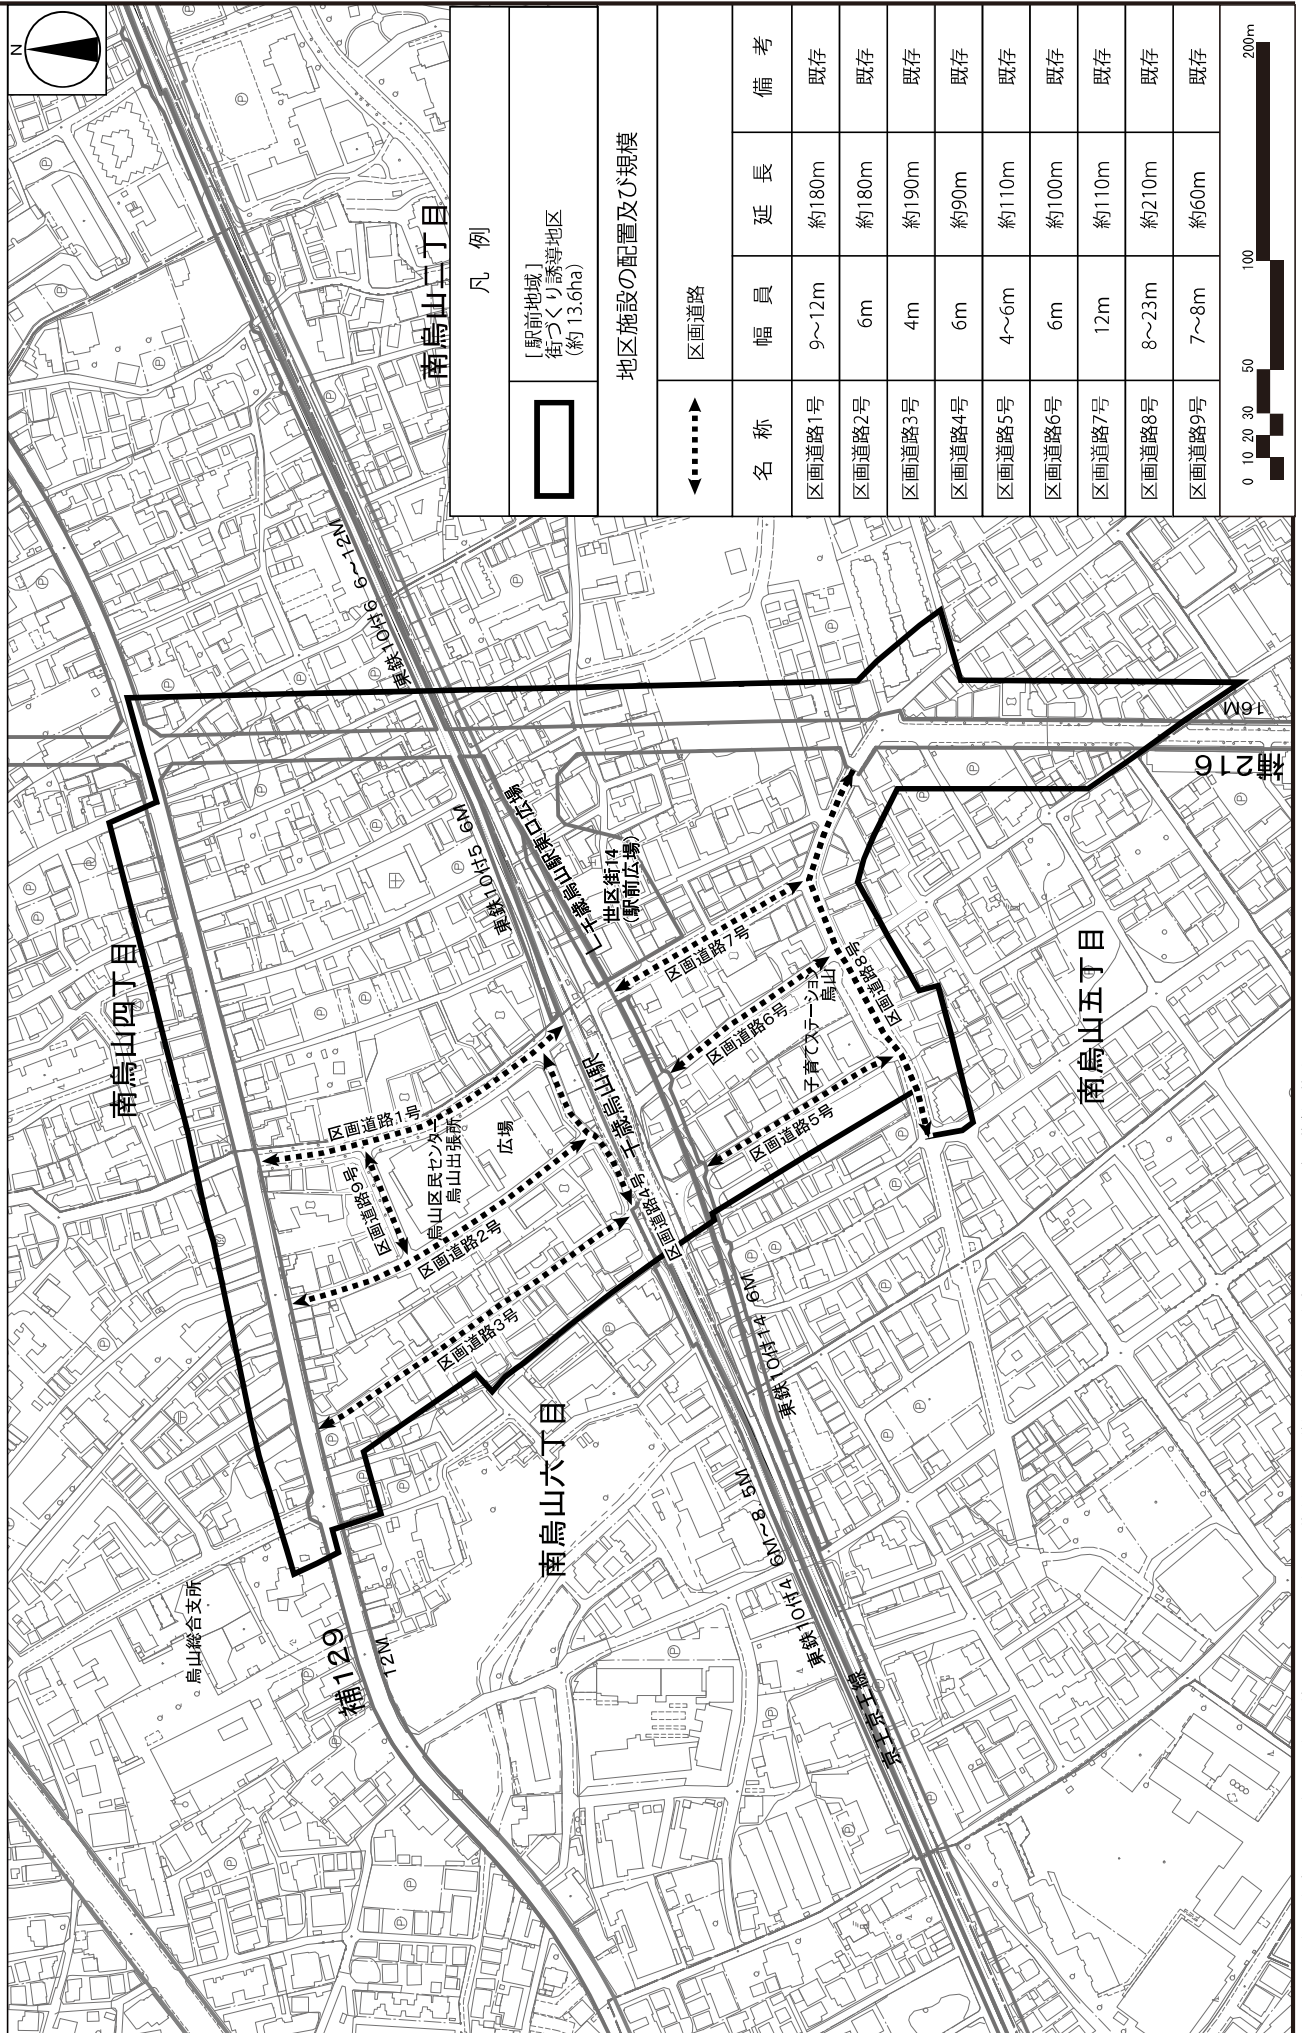 N
凡　例
[ 駅前地域 ]
街づくり誘導地区
(約 13.6ha)
地区施設の配置及び規模
区画道路
名　称　幅　員　延　長　備　考
区画道路1号　9～12m　約180m　既存
区画道路2号　6m　約180m　既存
区画道路3号　4m　約190m　既存
区画道路4号　6m　約90m　既存
区画道路5号　4～6m　約110m　既存
区画道路6号　6m　約100m　既存
区画道路7号　12m　約110m　既存
区画道路8号　8～23m　約210m　既存
区画道路9号　7～8m　約60m　既存
0 10 20 30 50 100 200m
南烏山二丁目
南烏山四丁目
南烏山五丁目
南烏山六丁目
烏山総合支所
補129
12M
補216
16M
東鉄10付6 6～12M
東鉄10付5 6M
千歳烏山駅東口広場
世区街14
(駅前広場)
千歳烏山駅
広場
烏山区民センター
烏山出張所
子育てステーション
烏山
区画道路1号
区画道路2号
区画道路3号
区画道路4号
区画道路5号
区画道路6号
区画道路7号
区画道路8号
区画道路9号
東鉄10付14 6M
東鉄10付4 6M～8.5M
京王京王線